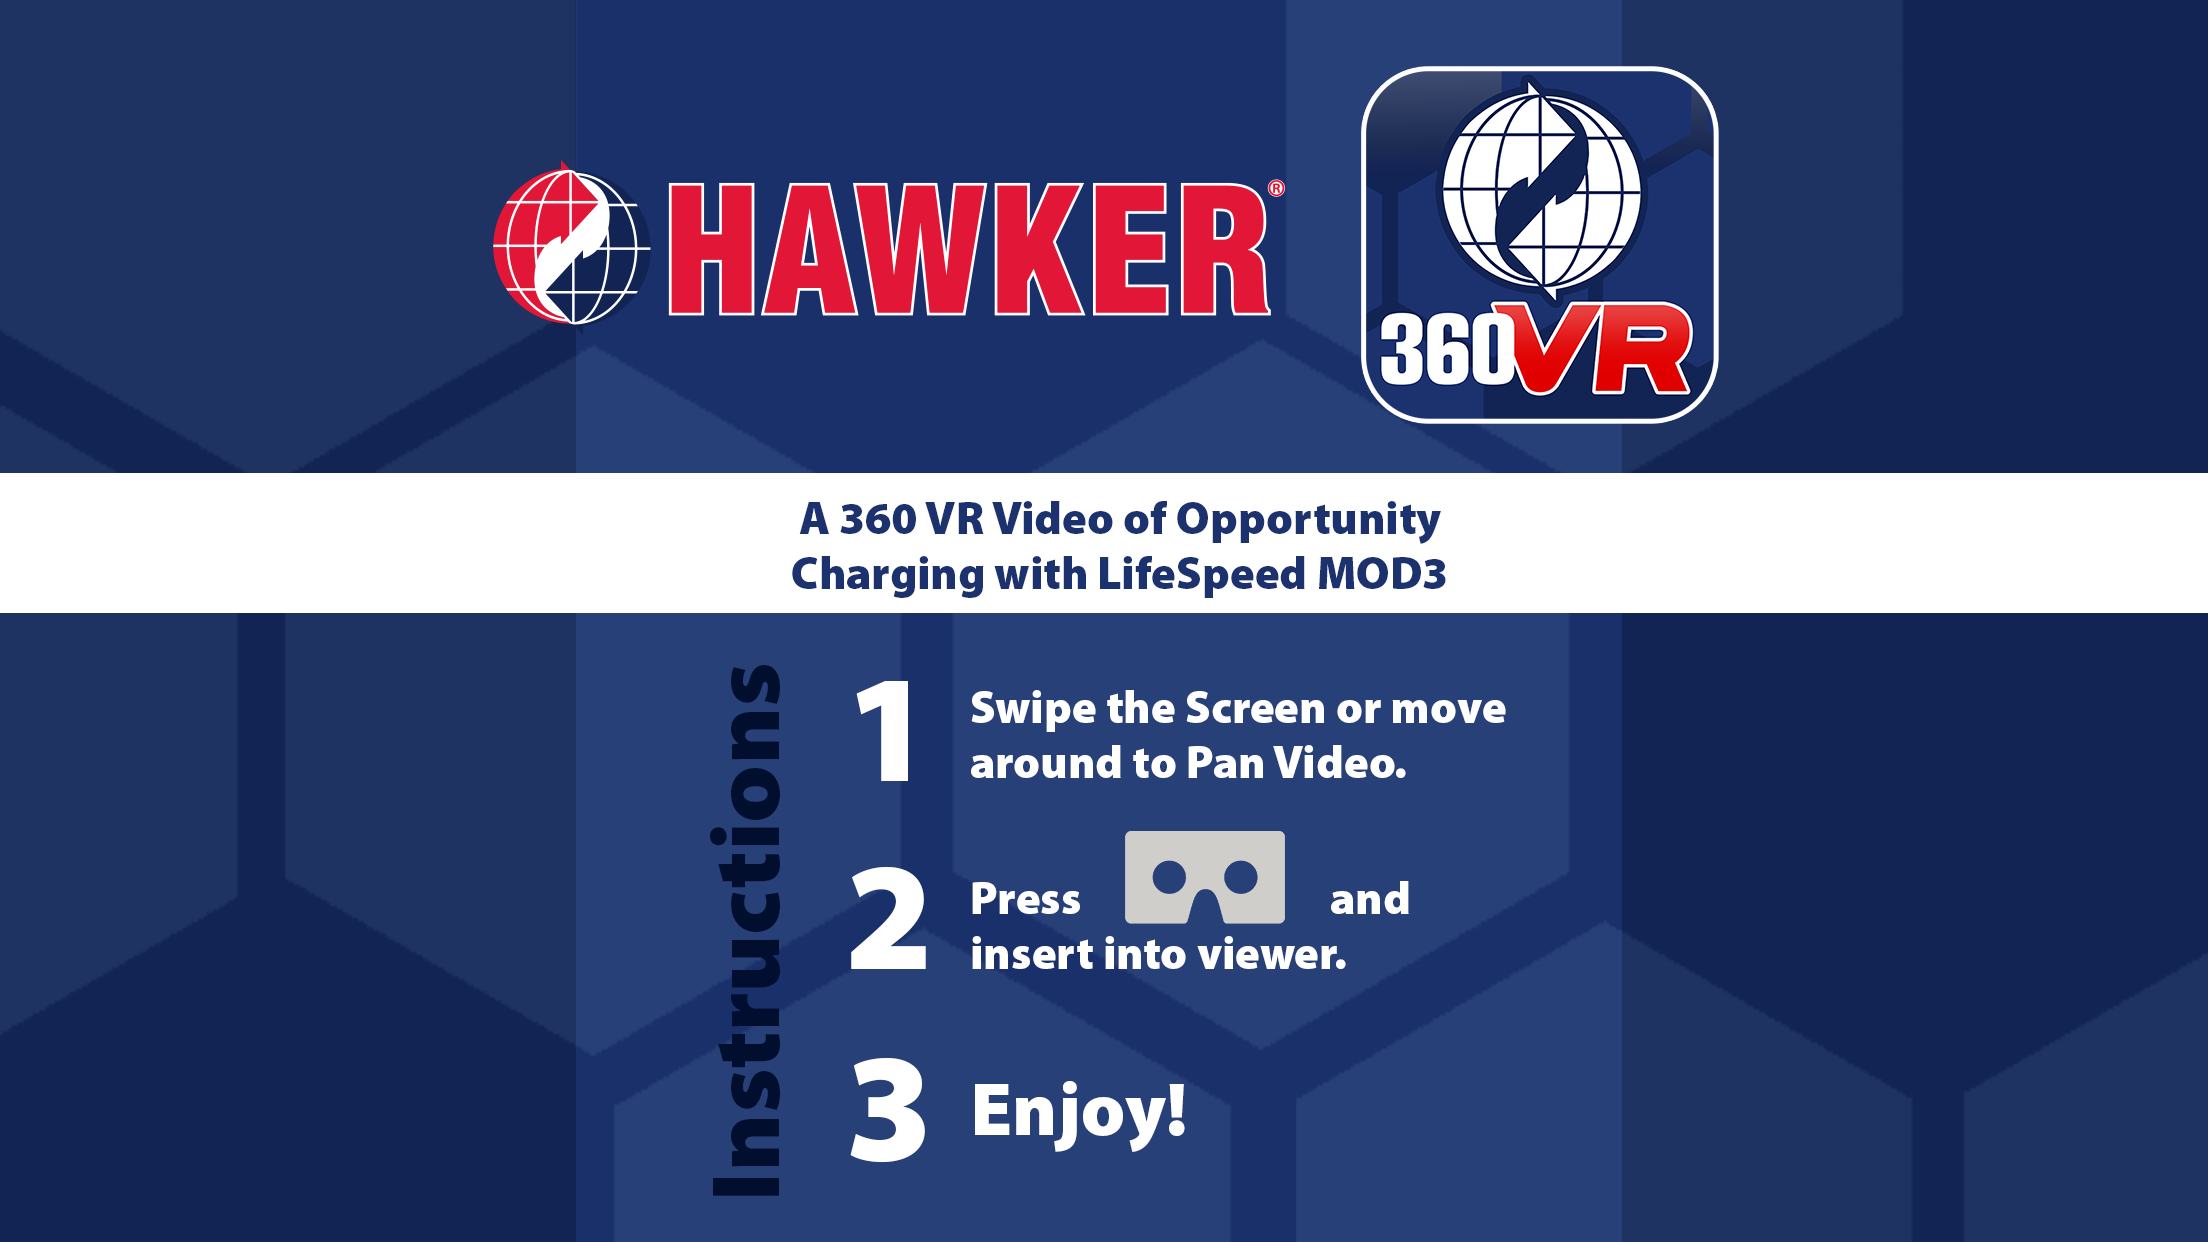 HAWKER®
360VR
A 360 VR Video of Opportunity
Charging with LifeSpeed MOD3
Instructions
1 Swipe the Screen or move
around to Pan Video.
2 Press and
insert into viewer.
3 Enjoy!